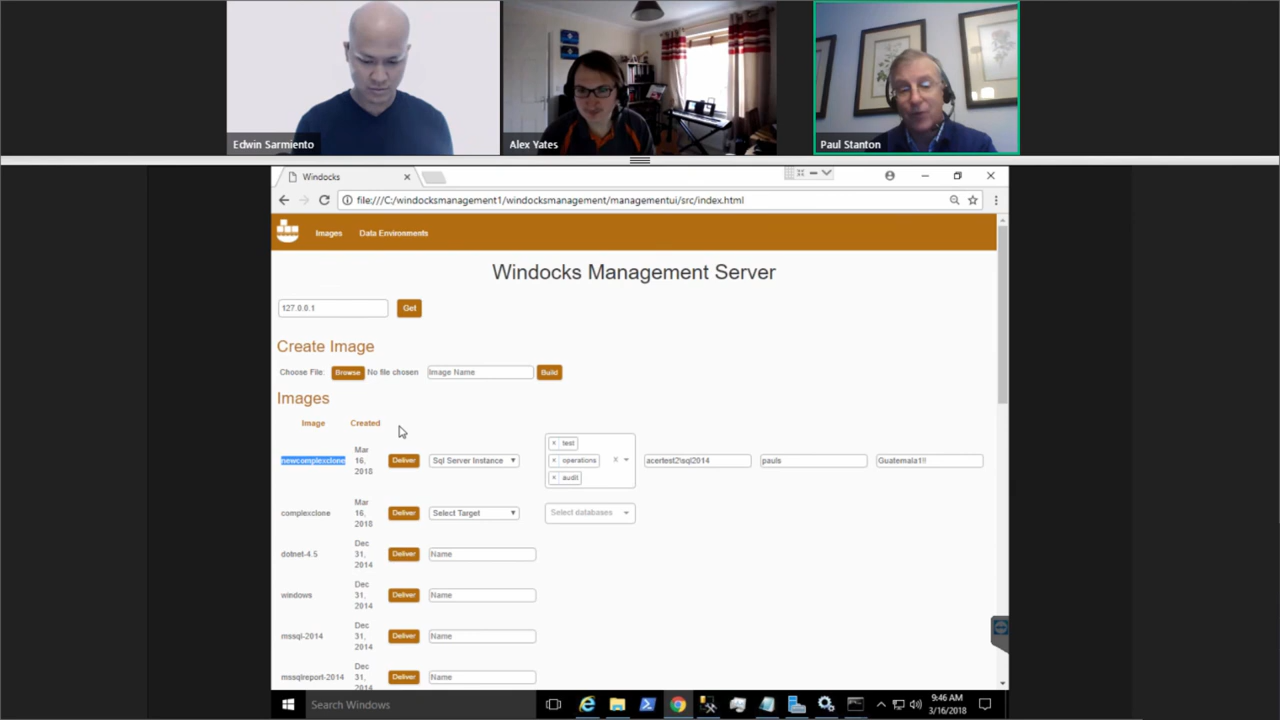 Edwin Sarmiento
Alex Yates
Paul Stanton
Windocks
file:///C:/windocksmanagement1/windocksmanagement/managementui/src/index.html
Images
Data Environments
Windocks Management Server
127.0.0.1
Get
Create Image
Choose File:
Browse
No file chosen
Image Name
Build
Images
Image
Created
newcomplexclone
Mar
16,
2018
Deliver
Sql Server Instance
× test
× operations
× audit
x
acertest2\sql2014
pauls
Guatemala1!!
complexclone
Mar
16,
2018
Deliver
Select Target
Select databases
dotnet-4.5
Dec
31,
2014
Deliver
Name
windows
Dec
31,
2014
Deliver
Name
mssql-2014
Dec
31,
2014
Deliver
Name
mssqlreport-2014
Dec
31,
2014
Deliver
Name
Search Windows
9:46 AM
3/16/2018